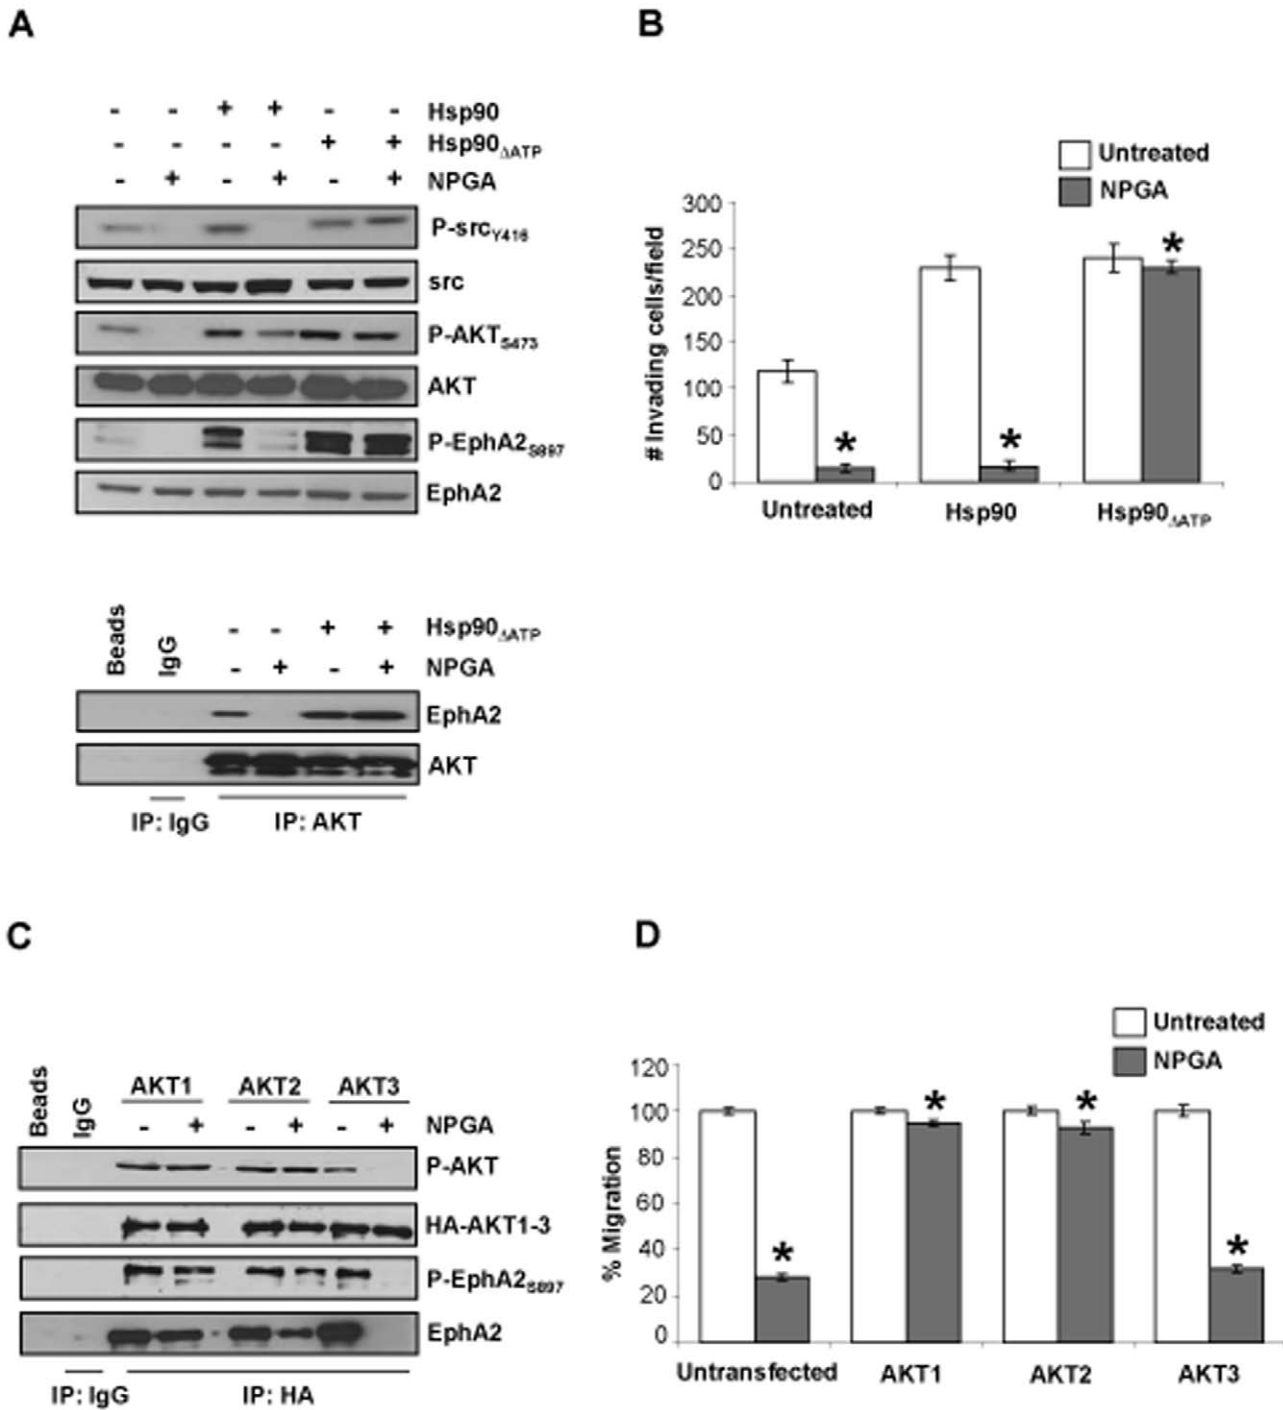 A
- - + + - - Hsp90
- - - - + + Hsp90ΔATP
- + - + - + NPGA
P-srcY416
src
P-AKTS473
AKT
P-EphA2S897
EphA2
Beads
IgG
- - + + Hsp90ΔATP
- + - + NPGA
EphA2
AKT
IP: IgG IP: AKT
B
Untreated
NPGA
# Invading cells/field
300
250
200
150
100
50
0
*
*
*
Untreated Hsp90 Hsp90ΔATP
C
Beads
IgG
AKT1 AKT2 AKT3
- + - + - + NPGA
P-AKT
HA-AKT1-3
P-EphA2S897
EphA2
IP: IgG IP: HA
D
Untreated
NPGA
% Migration
120
100
80
60
40
20
0
*
*
*
*
Untransfected AKT1 AKT2 AKT3